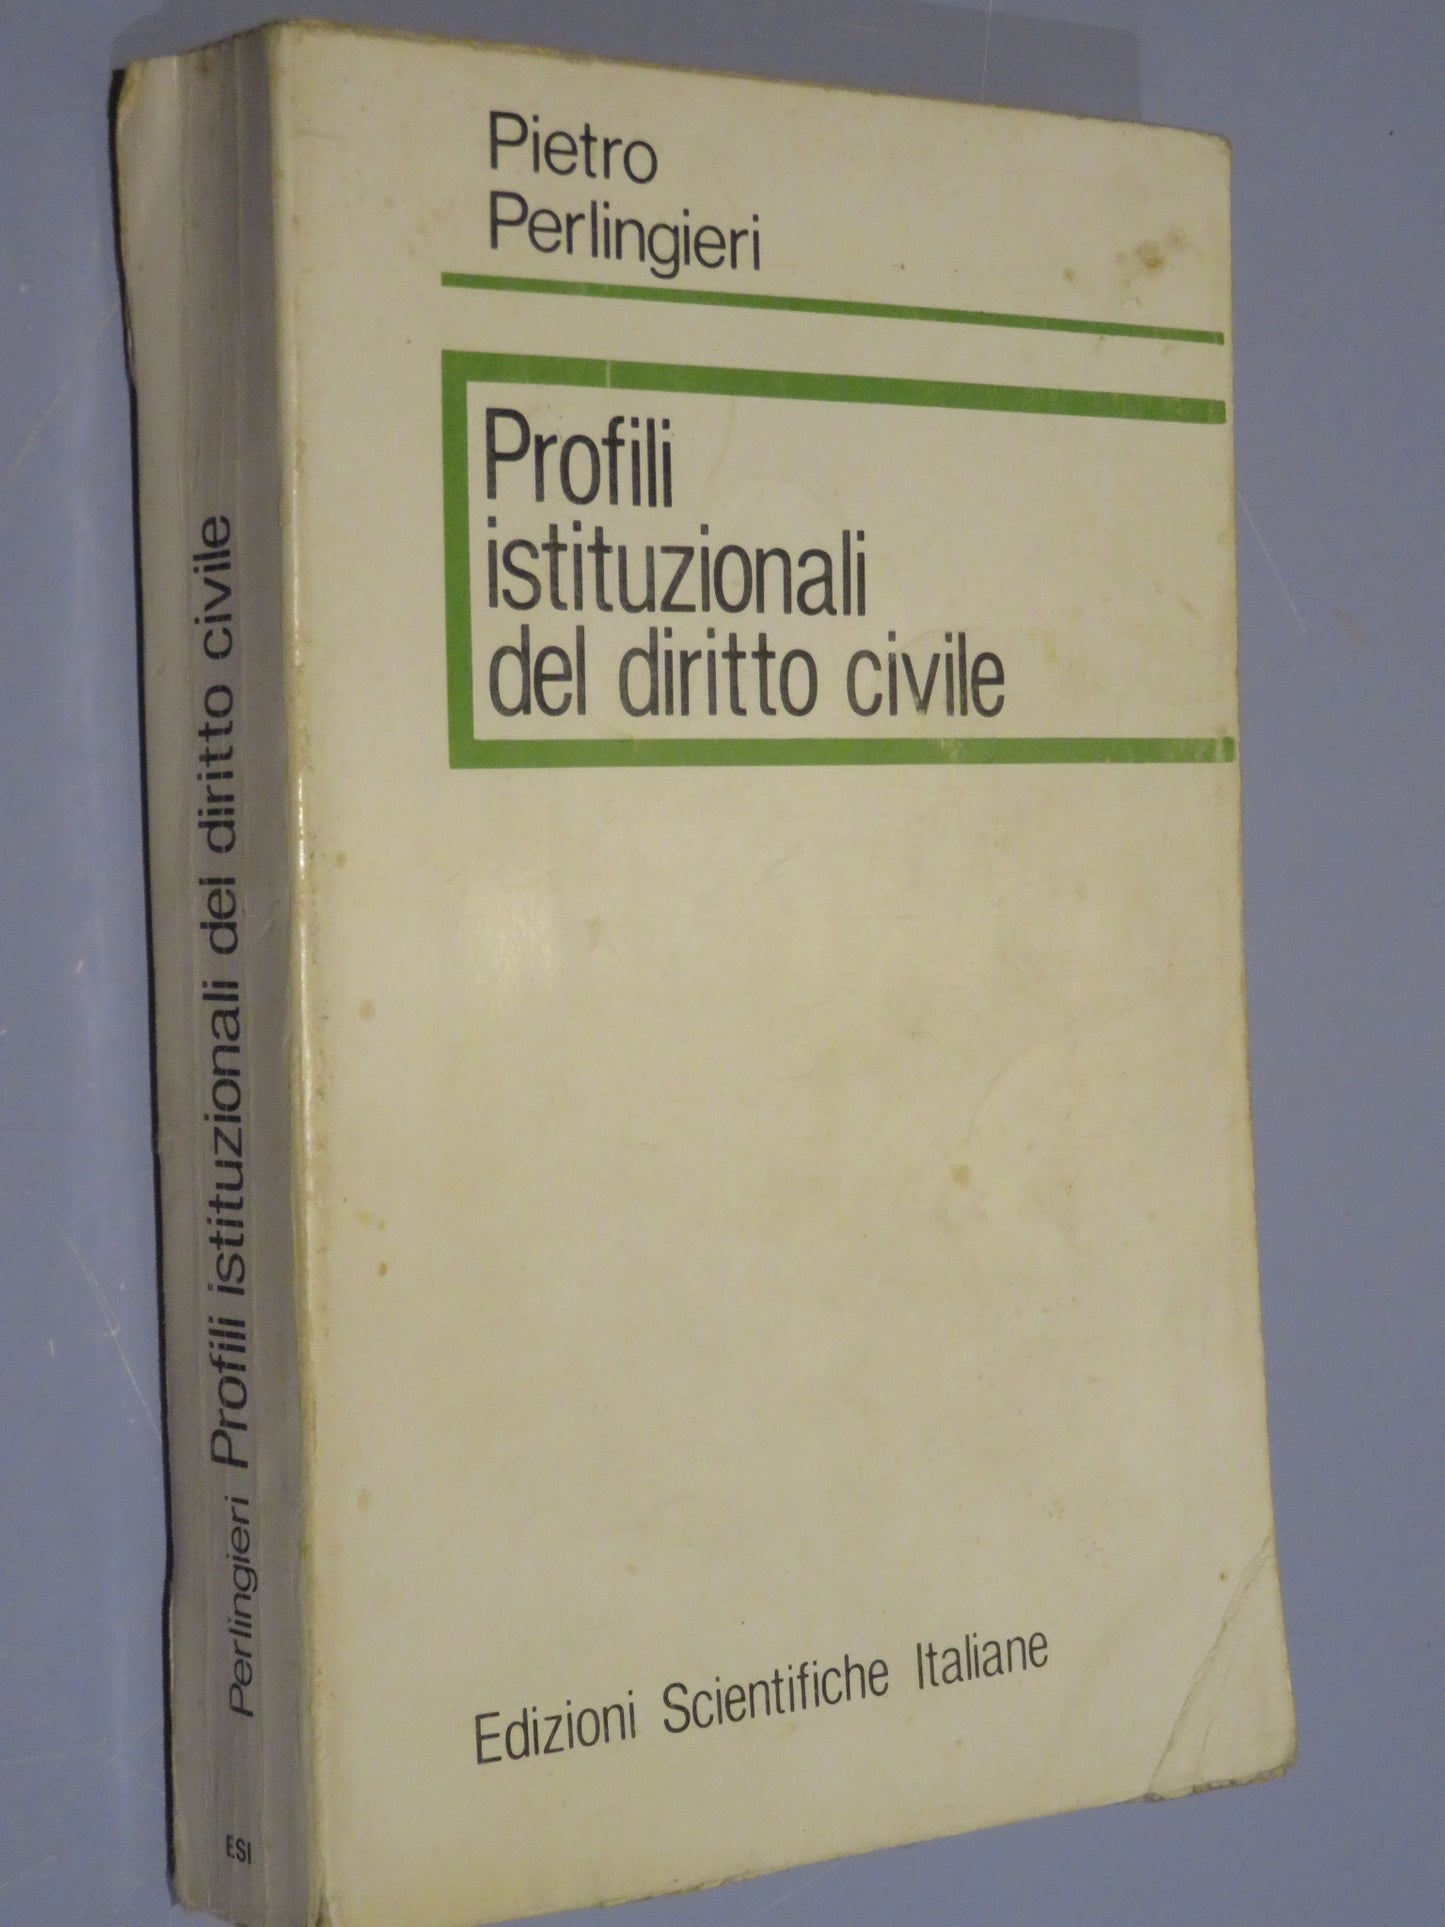 Pietro
Perlingieri
Profili
istituzionali
del diritto civile
Edizioni Scientifiche Italiane
Perlingieri Profili istituzionali del diritto civile
ESI